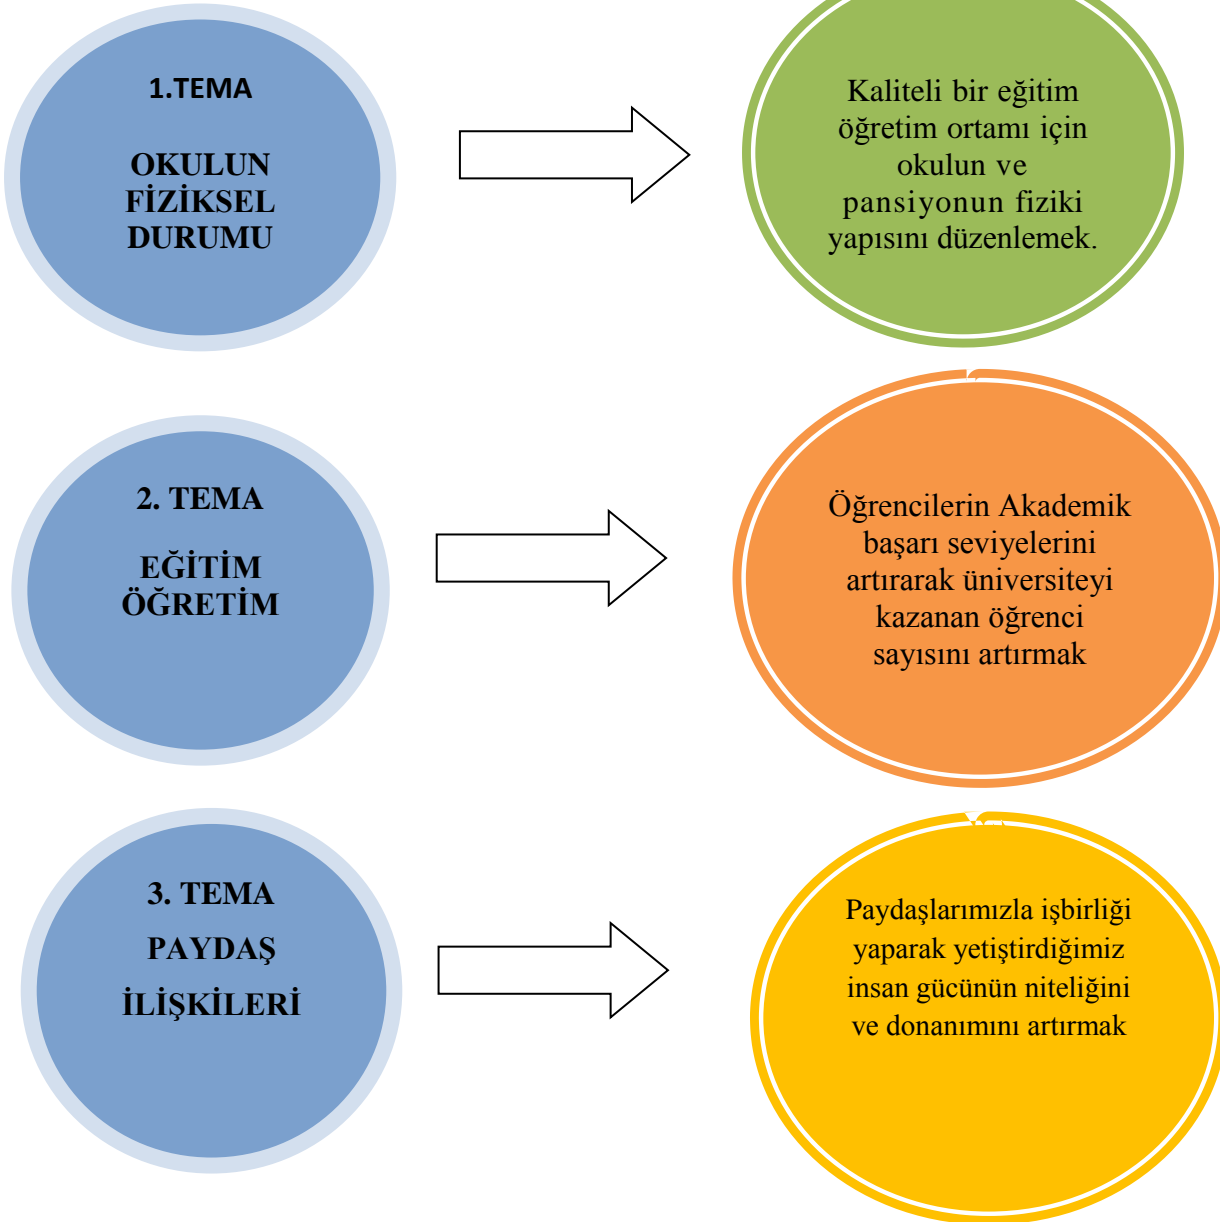 1.TEMA
OKULUN
FİZİKSEL
DURUMU
Kaliteli bir eğitim
öğretim ortamı için
okulun ve
pansiyonun fiziki
yapısını düzenlemek.
2. TEMA
EĞİTİM
ÖĞRETİM
Öğrencilerin Akademik
başarı seviyelerini
artırarak üniversiteyi
kazanan öğrenci
sayısını artırmak
3. TEMA
PAYDAŞ
İLİŞKİLERİ
Paydaşlarımızla işbirliği
yaparak yetiştirdiğimiz
insan gücünün niteliğini
ve donanımını artırmak